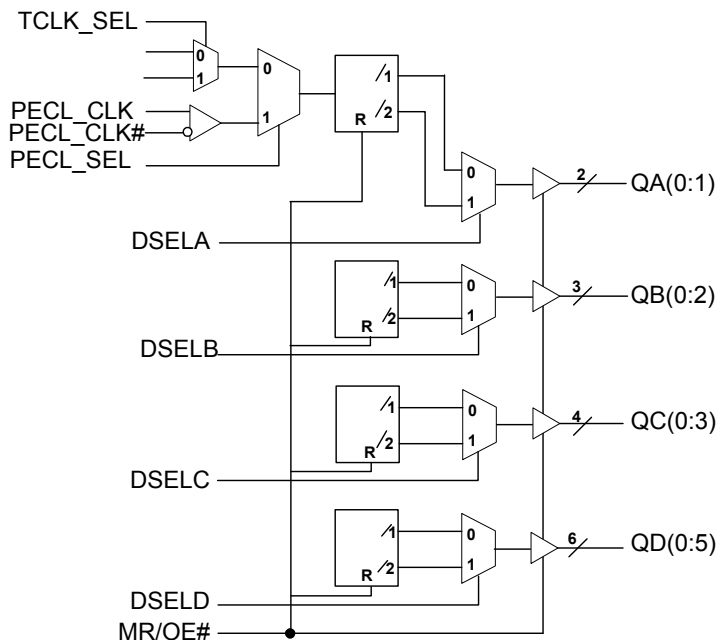 TCLK_SEL
0
1
0
1
PECL_CLK
PECL_CLK#
PECL_SEL
/1
/2
R
0
1
2
QA(0:1)
DSELA
/1
/2
R
0
1
3
QB(0:2)
DSELB
/1
/2
R
0
1
4
QC(0:3)
DSELC
/1
/2
R
0
1
6
QD(0:5)
DSELD
MR/OE#